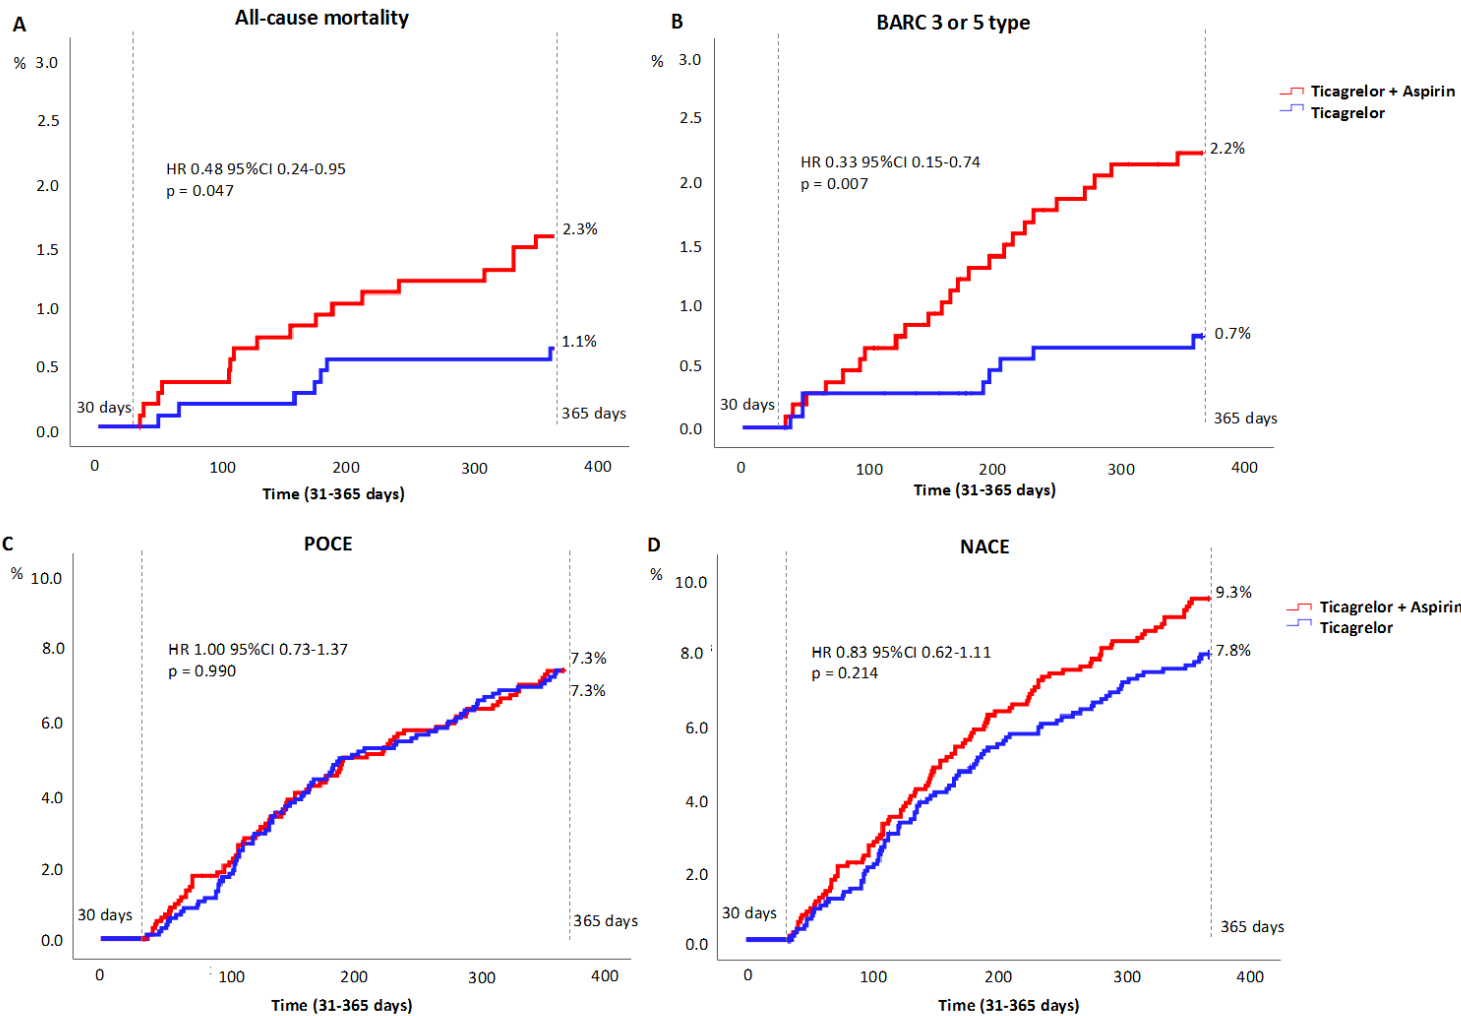 A
All-cause mortality
% 3.0
2.5
2.0
1.5
1.0
0.5
0.0
HR 0.48 95%CI 0.24-0.95
p = 0.047
2.3%
1.1%
30 days
365 days
0 100 200 300 400
Time (31-365 days)
B
BARC 3 or 5 type
% 3.0
2.5
2.0
1.5
1.0
0.5
0.0
HR 0.33 95%CI 0.15-0.74
p = 0.007
2.2%
0.7%
30 days
365 days
0 100 200 300 400
Time (31-365 days)
Ticagrelor + Aspirin
Ticagrelor
C
POCE
% 10.0
8.0
6.0
4.0
2.0
0.0
HR 1.00 95%CI 0.73-1.37
p = 0.990
7.3%
7.3%
30 days
365 days
0 100 200 300 400
Time (31-365 days)
D
NACE
% 10.0
8.0
6.0
4.0
2.0
0.0
HR 0.83 95%CI 0.62-1.11
p = 0.214
9.3%
7.8%
30 days
365 days
0 100 200 300 400
Time (31-365 days)
Ticagrelor + Aspirin
Ticagrelor